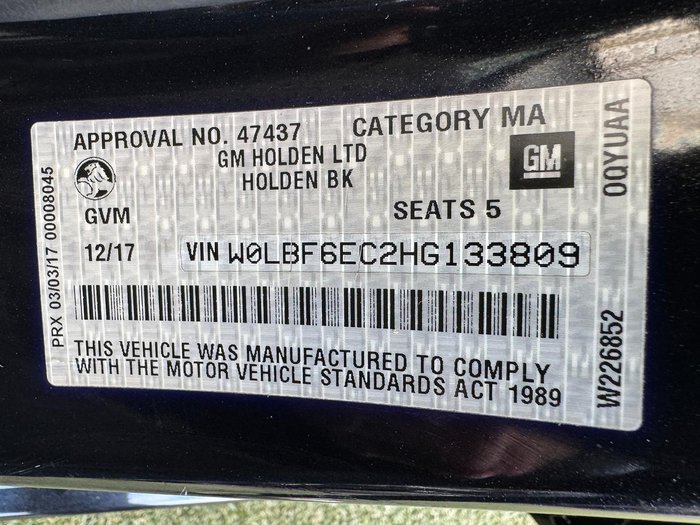 APPROVAL NO. 47437 CATEGORY MA
GM HOLDEN LTD
HOLDEN BK
GM
GVM SEATS 5
12/17 VIN W0LBF6EC2HG133809
THIS VEHICLE WAS MANUFACTURED TO COMPLY
WITH THE MOTOR VEHICLE STANDARDS ACT 1989
PRX 03/03/17 00008045
W226852 0QYUAA